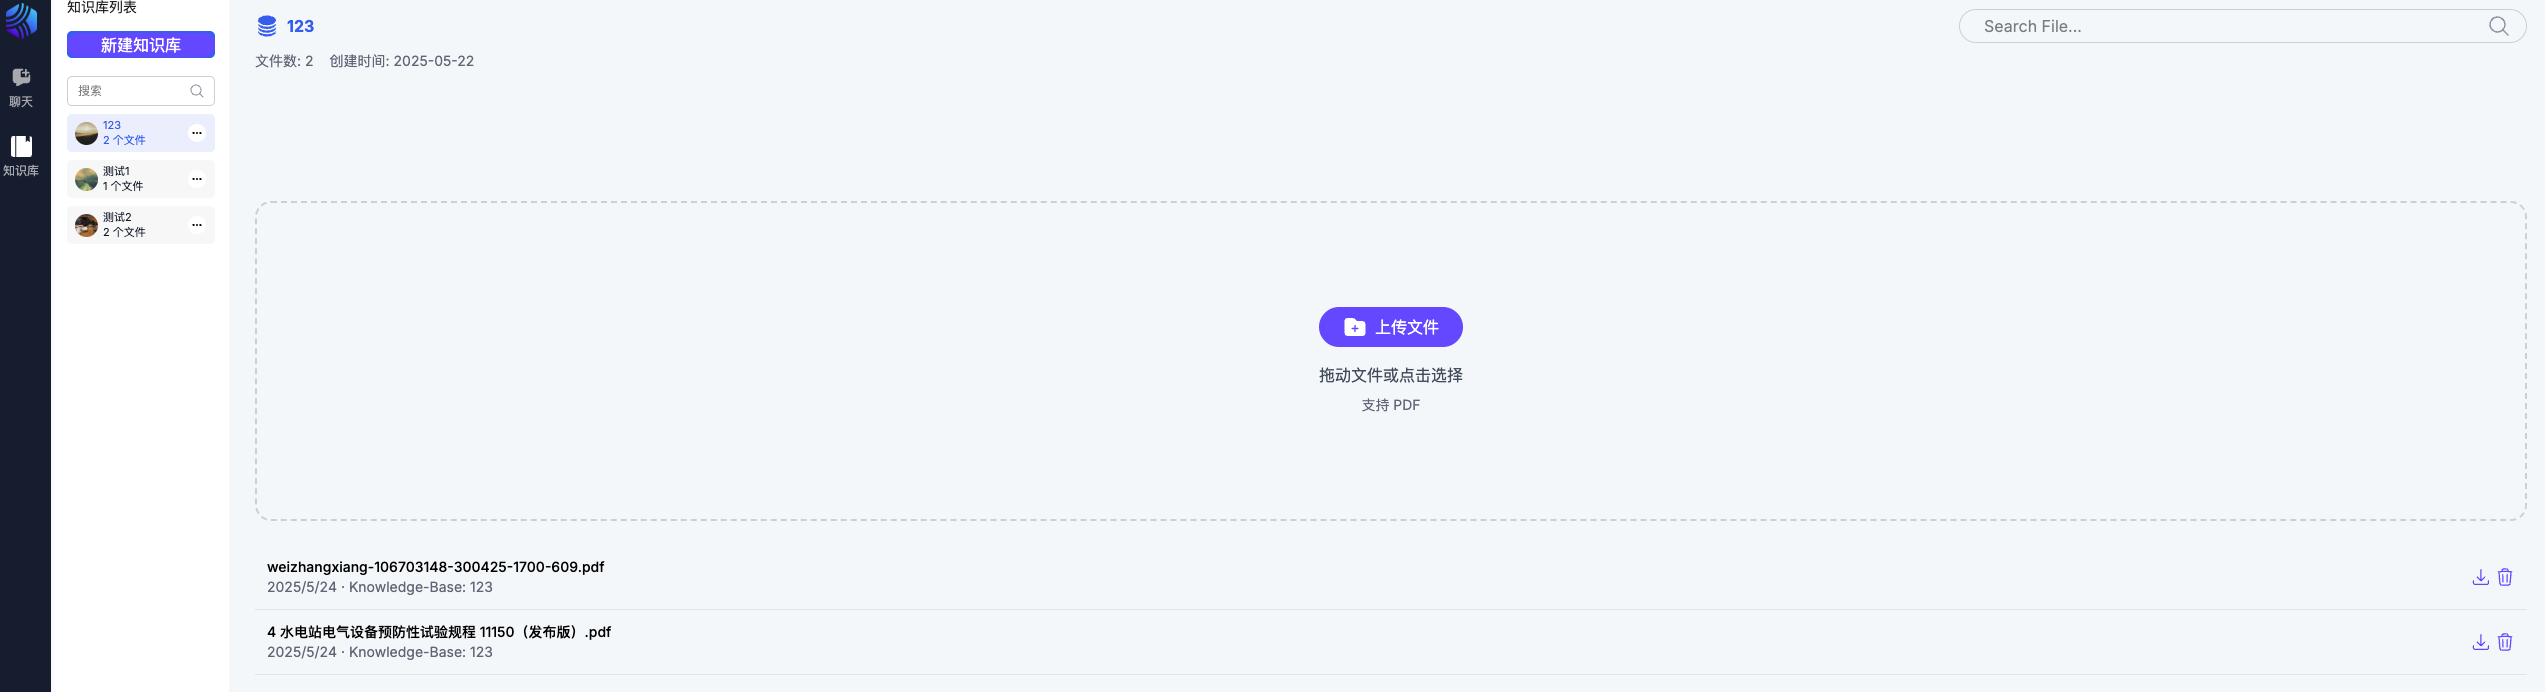 聊天
知识库
知识库列表
新建知识库
搜索
123
2 个文件
测试1
1 个文件
测试2
2 个文件
123
文件数: 2 创建时间: 2025-05-22
Search File...
上传文件
拖动文件或点击选择
支持 PDF
weizhangxiang-106703148-300425-1700-609.pdf
2025/5/24 · Knowledge-Base: 123
4 水电站电气设备预防性试验规程 11150（发布版）.pdf
2025/5/24 · Knowledge-Base: 123